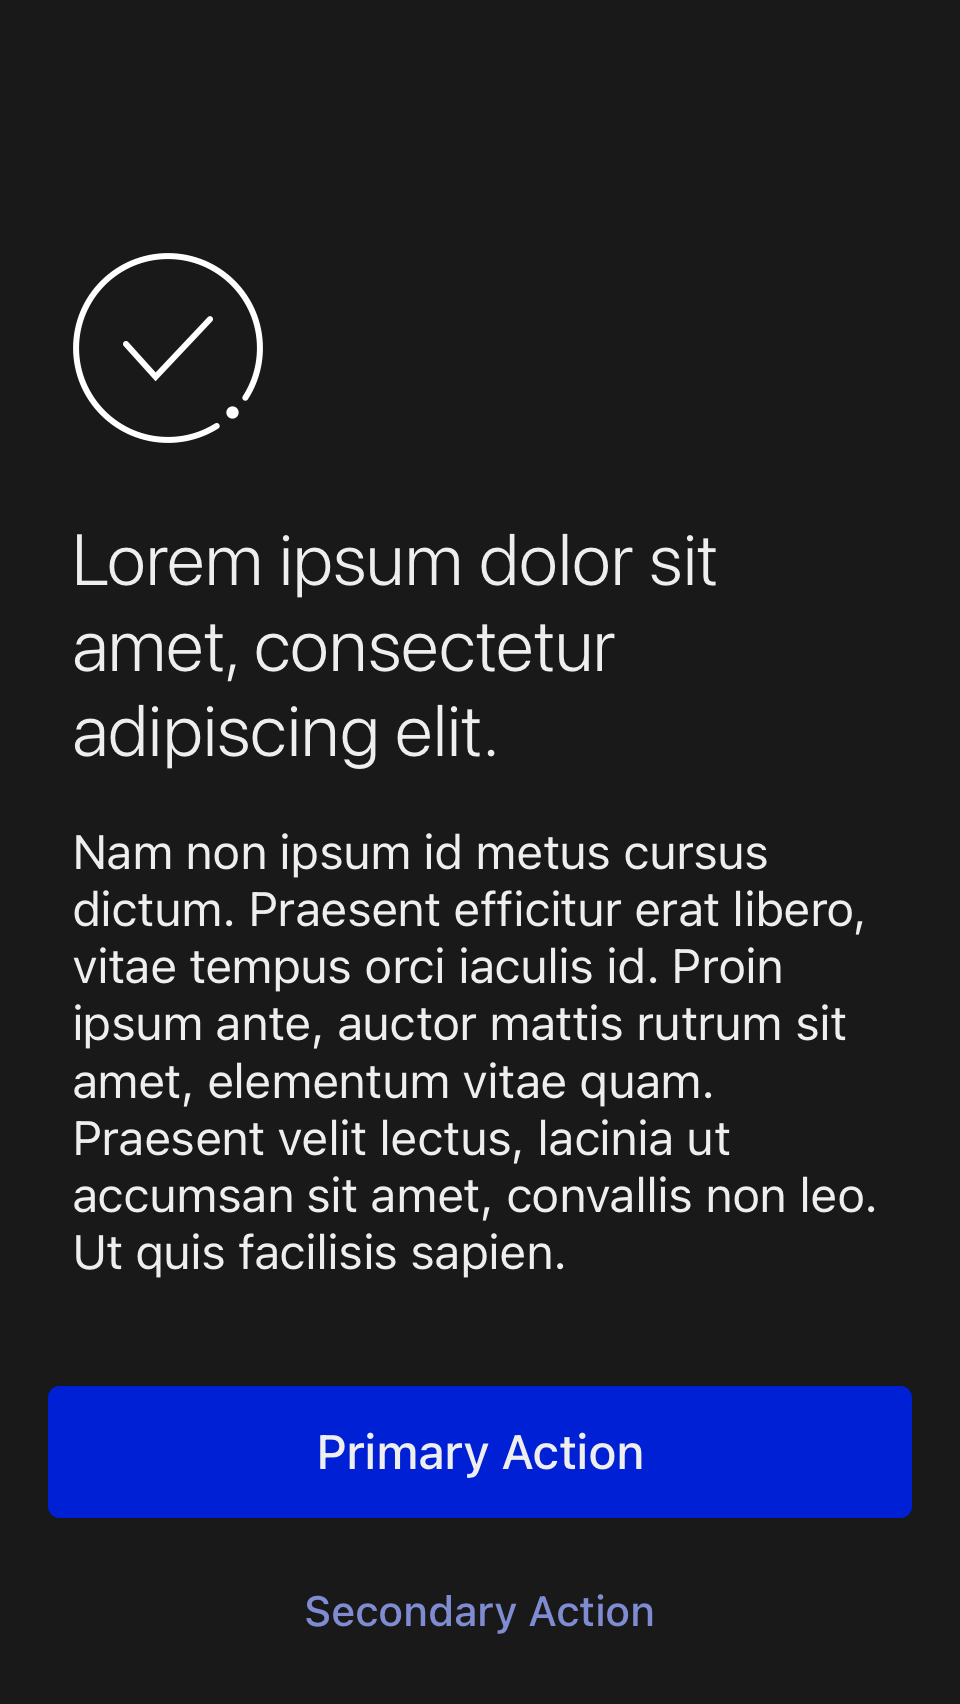 Lorem ipsum dolor sit
amet, consectetur
adipiscing elit.
Nam non ipsum id metus cursus
dictum. Praesent efficitur erat libero,
vitae tempus orci iaculis id. Proin
ipsum ante, auctor mattis rutrum sit
amet, elementum vitae quam.
Praesent velit lectus, lacinia ut
accumsan sit amet, convallis non leo.
Ut quis facilisis sapien.
Primary Action
Secondary Action